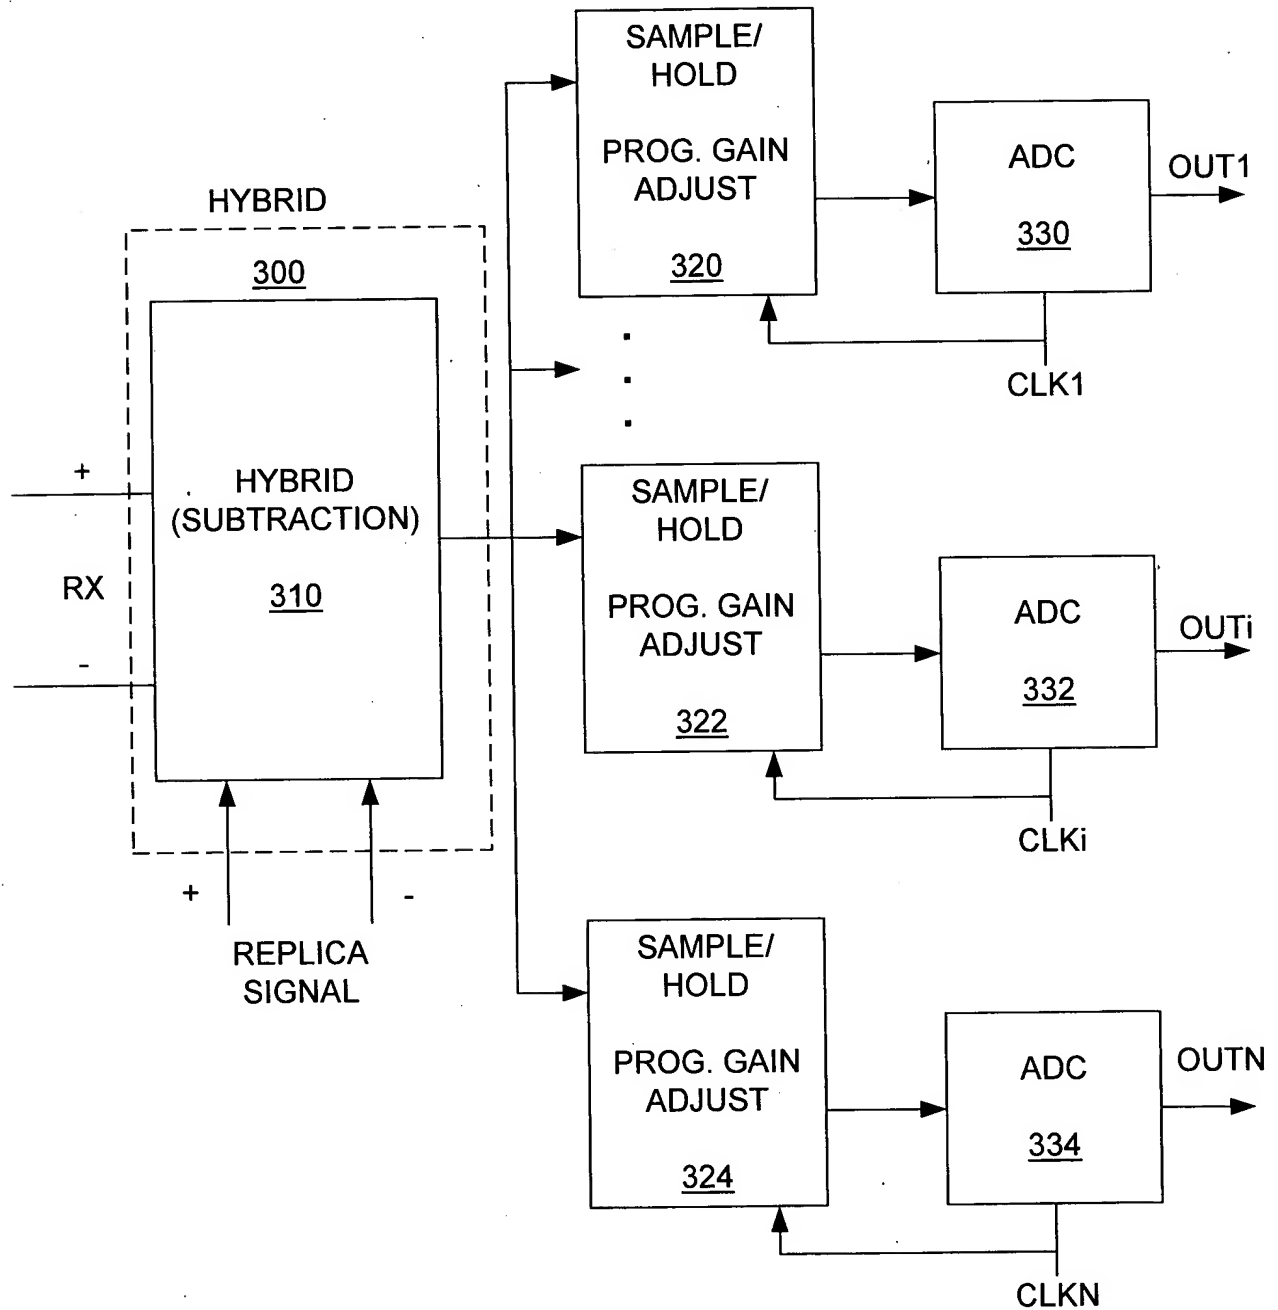 SAMPLE/
HOLD
PROG. GAIN
ADJUST
320
ADC
330
OUT1
CLK1
HYBRID
300
HYBRID
(SUBTRACTION)
310
+
RX
-
+
-
REPLICA
SIGNAL
SAMPLE/
HOLD
PROG. GAIN
ADJUST
322
ADC
332
OUTi
CLKi
SAMPLE/
HOLD
PROG. GAIN
ADJUST
324
ADC
334
OUTN
CLKN